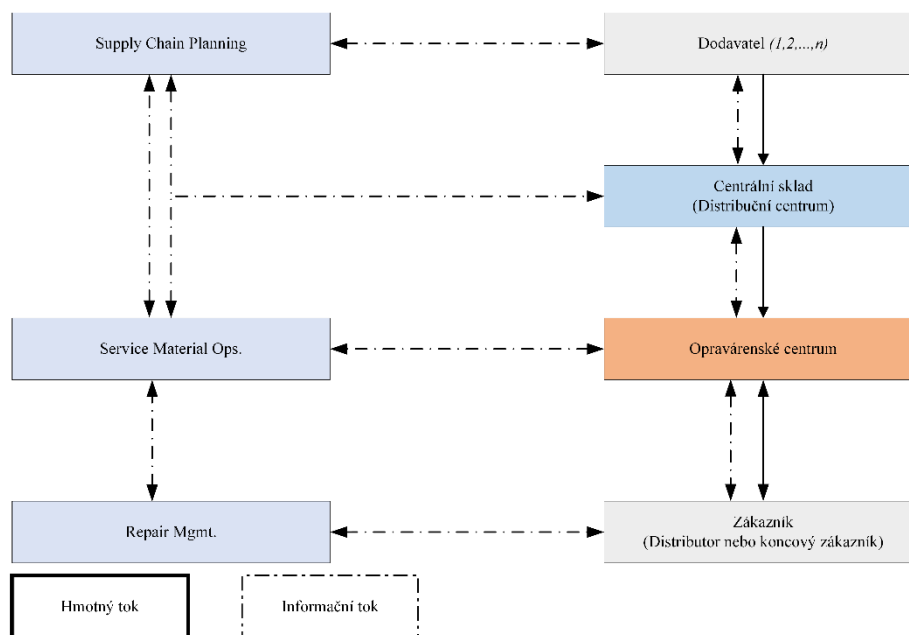 Supply Chain Planning
Dodavatel (1,2,...,n)
Centrální sklad
(Distribuční centrum)
Service Material Ops.
Opravárenské centrum
Repair Mgmt.
Zákazník
(Distributor nebo koncový zákazník)
Hmotný tok
Informační tok